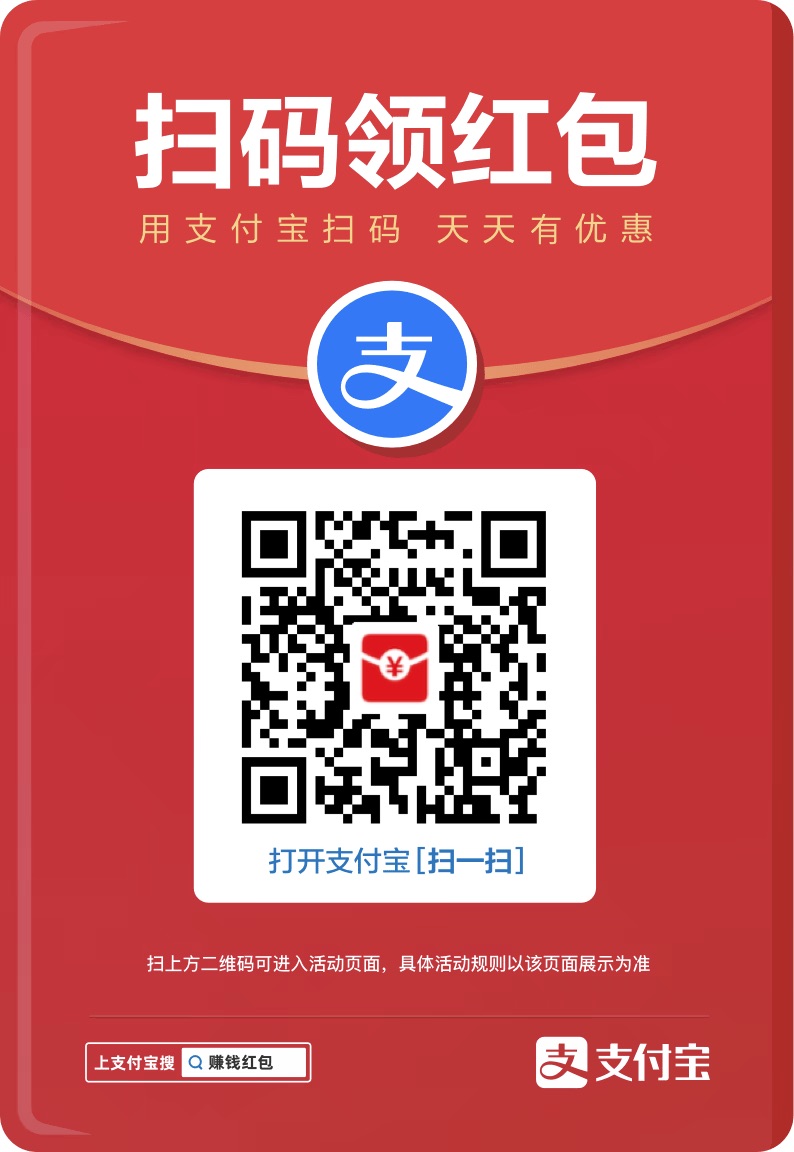 扫码领红包
用支付宝扫码 天天有优惠
支
¥
打开支付宝[扫一扫]
扫上方二维码可进入活动页面，具体活动规则以该页面展示为准
上支付宝搜 赚钱红包
支 支付宝